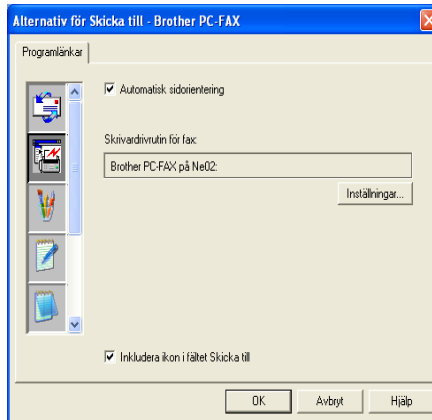 Alternativ för Skicka till - Brother PC-FAX
Programlänkar
Automatisk sidorientering
Skrivardrivrutin för fax:
Brother PC-FAX på Ne02:
Inställningar...
Inkludera ikon i fältet Skicka till
OK Avbryt Hjälp